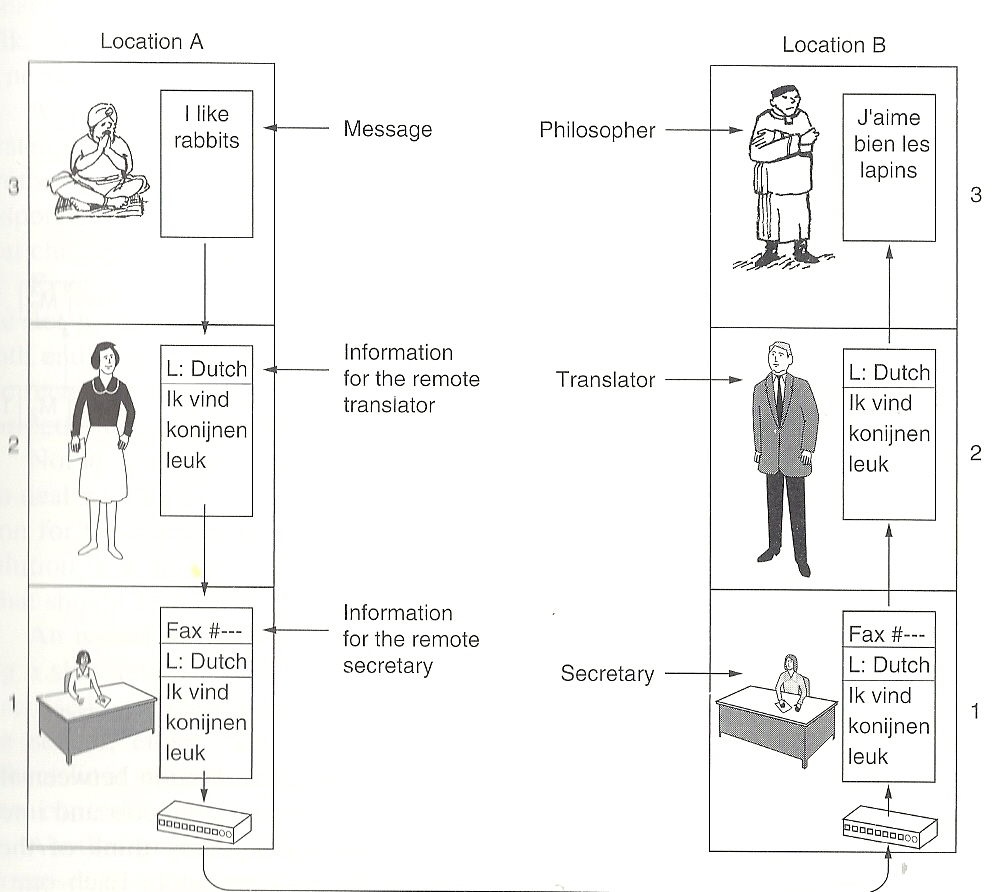 Location A
I like
rabbits
Message
3
L: Dutch
Ik vind
konijnen
leuk
Information
for the remote
translator
2
Fax #---
L: Dutch
Ik vind
konijnen
leuk
Information
for the remote
secretary
1
Location B
Philosopher
J'aime
bien les
lapins
3
Translator
L: Dutch
Ik vind
konijnen
leuk
2
Secretary
Fax #---
L: Dutch
Ik vind
konijnen
leuk
1